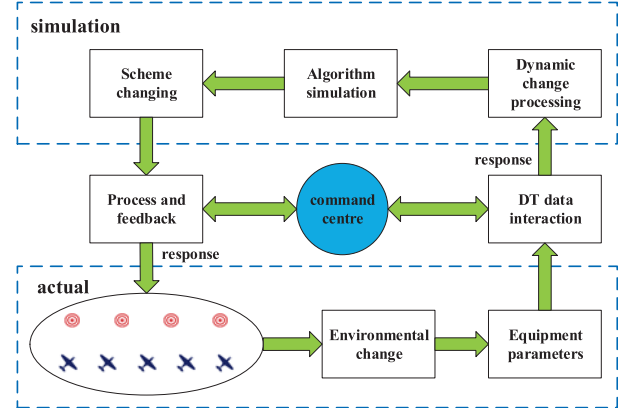 simulation
Scheme
changing
Algorithm
simulation
Dynamic
change
processing
response
Process and
feedback
command
centre
DT data
interaction
response
actual
Environmental
change
Equipment
parameters